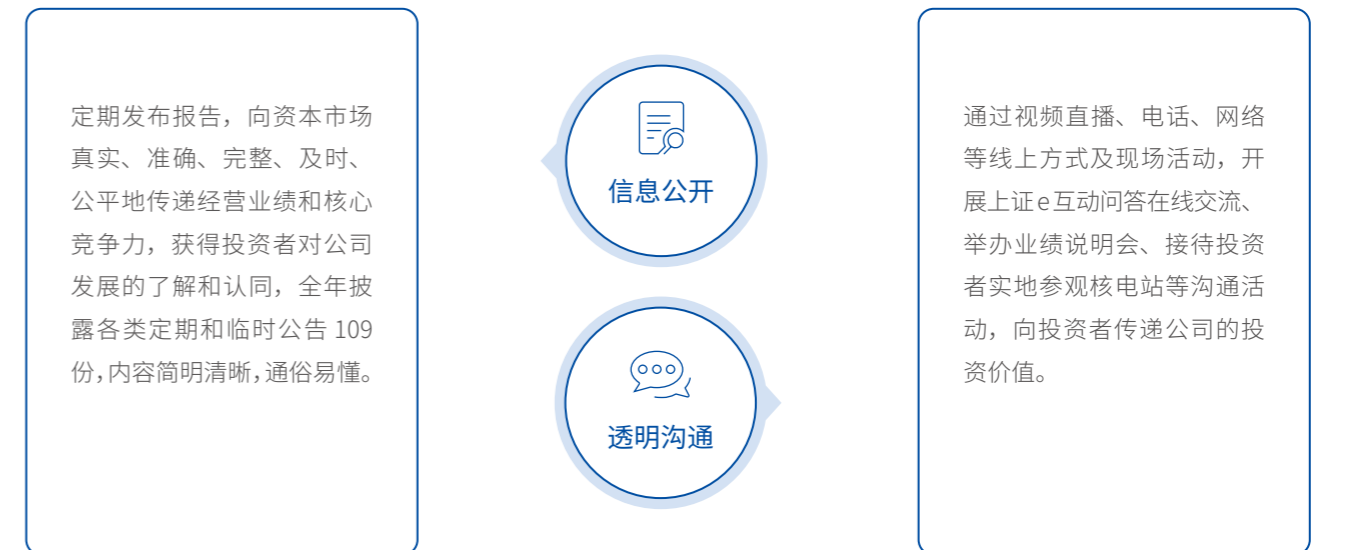 定期发布报告，向资本市场
真实、准确、完整、及时、
公平地传递经营业绩和核心
竞争力，获得投资者对公司
发展的了解和认同，全年披
露各类定期和临时公告 109
份，内容简明清晰，通俗易懂。
信息公开
透明沟通
通过视频直播、电话、网络
等线上方式及现场活动，开
展上证e互动问答在线交流、
举办业绩说明会、接待投资
者实地参观核电站等沟通活
动，向投资者传递公司的投
资价值。